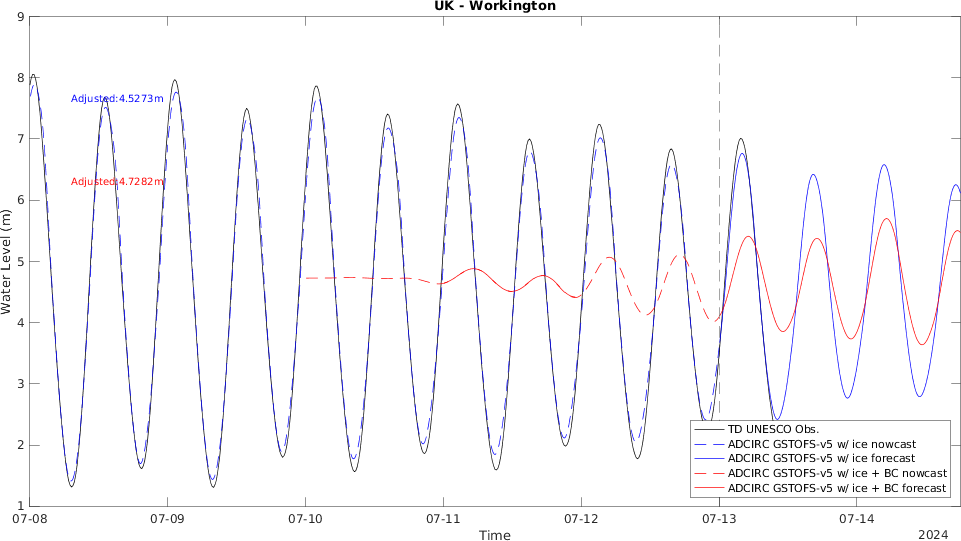 UK - Workington
9
8
7
6
5
4
3
2
1
Water Level (m)
Adjusted:4.5273m
Adjusted:4.7282m
TD UNESCO Obs.
ADCIRC GSTOFS-v5 w/ ice nowcast
ADCIRC GSTOFS-v5 w/ ice forecast
ADCIRC GSTOFS-v5 w/ ice + BC nowcast
ADCIRC GSTOFS-v5 w/ ice + BC forecast
07-08 07-09 07-10 07-11 07-12 07-13 07-14
Time
2024